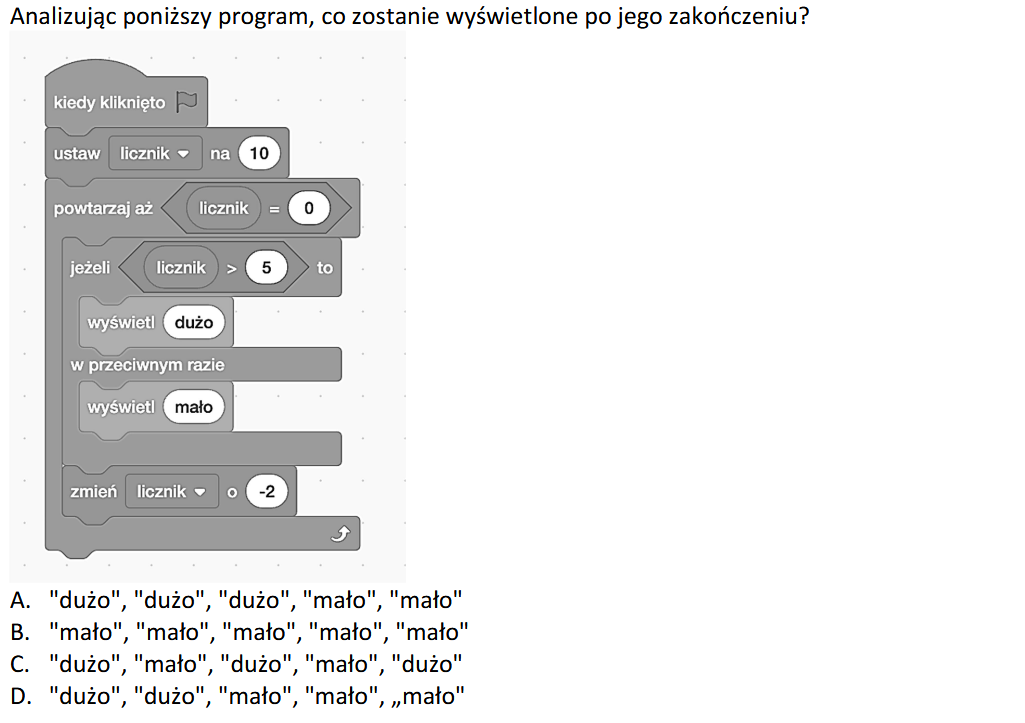 Analizując poniższy program, co zostanie wyświetlone po jego zakończeniu?
kiedy kliknięto
ustaw licznik na 10
powtarzaj aż licznik = 0
jeżeli licznik > 5 to
wyświetl dużo
w przeciwnym razie
wyświetl mało
zmień licznik o -2
A. "dużo", "dużo", "dużo", "mało", "mało"
B. "mało", "mało", "mało", "mało", "mało"
C. "dużo", "mało", "dużo", "mało", "dużo"
D. "dużo", "dużo", "mało", "mało", „mało"